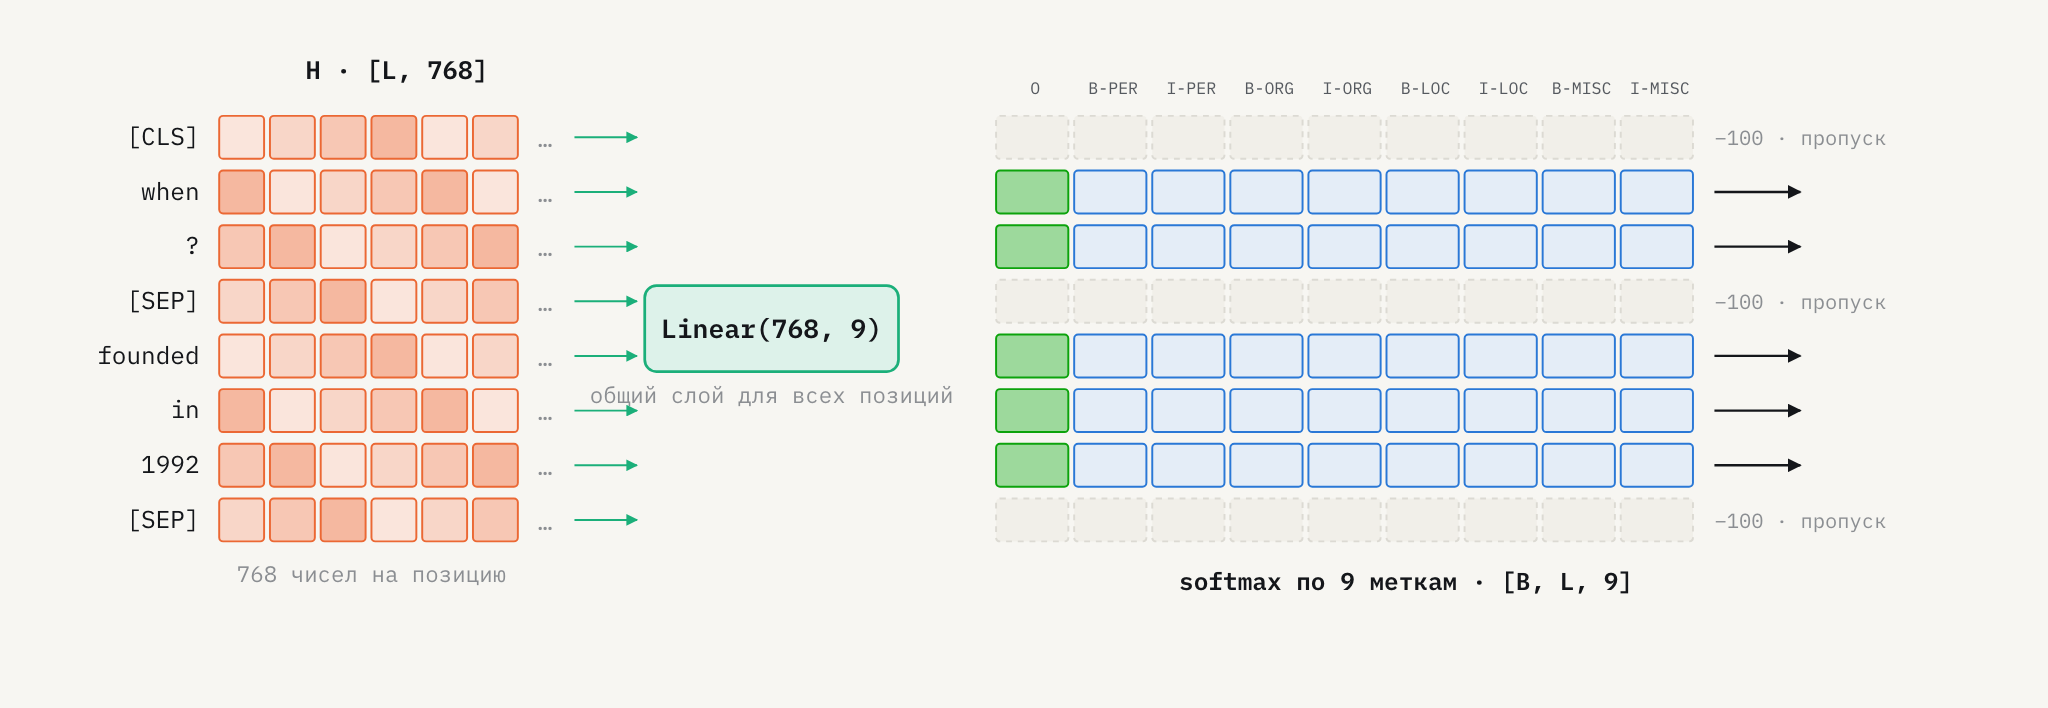 H · [L, 768]
O B-PER I-PER B-ORG I-ORG B-LOC I-LOC B-MISC I-MISC
[CLS] … −100 · пропуск
when …
? …
[SEP] … −100 · пропуск
Linear(768, 9)
founded …
общий слой для всех позиций
in …
1992 …
[SEP] … −100 · пропуск
768 чисел на позицию
softmax по 9 меткам · [B, L, 9]